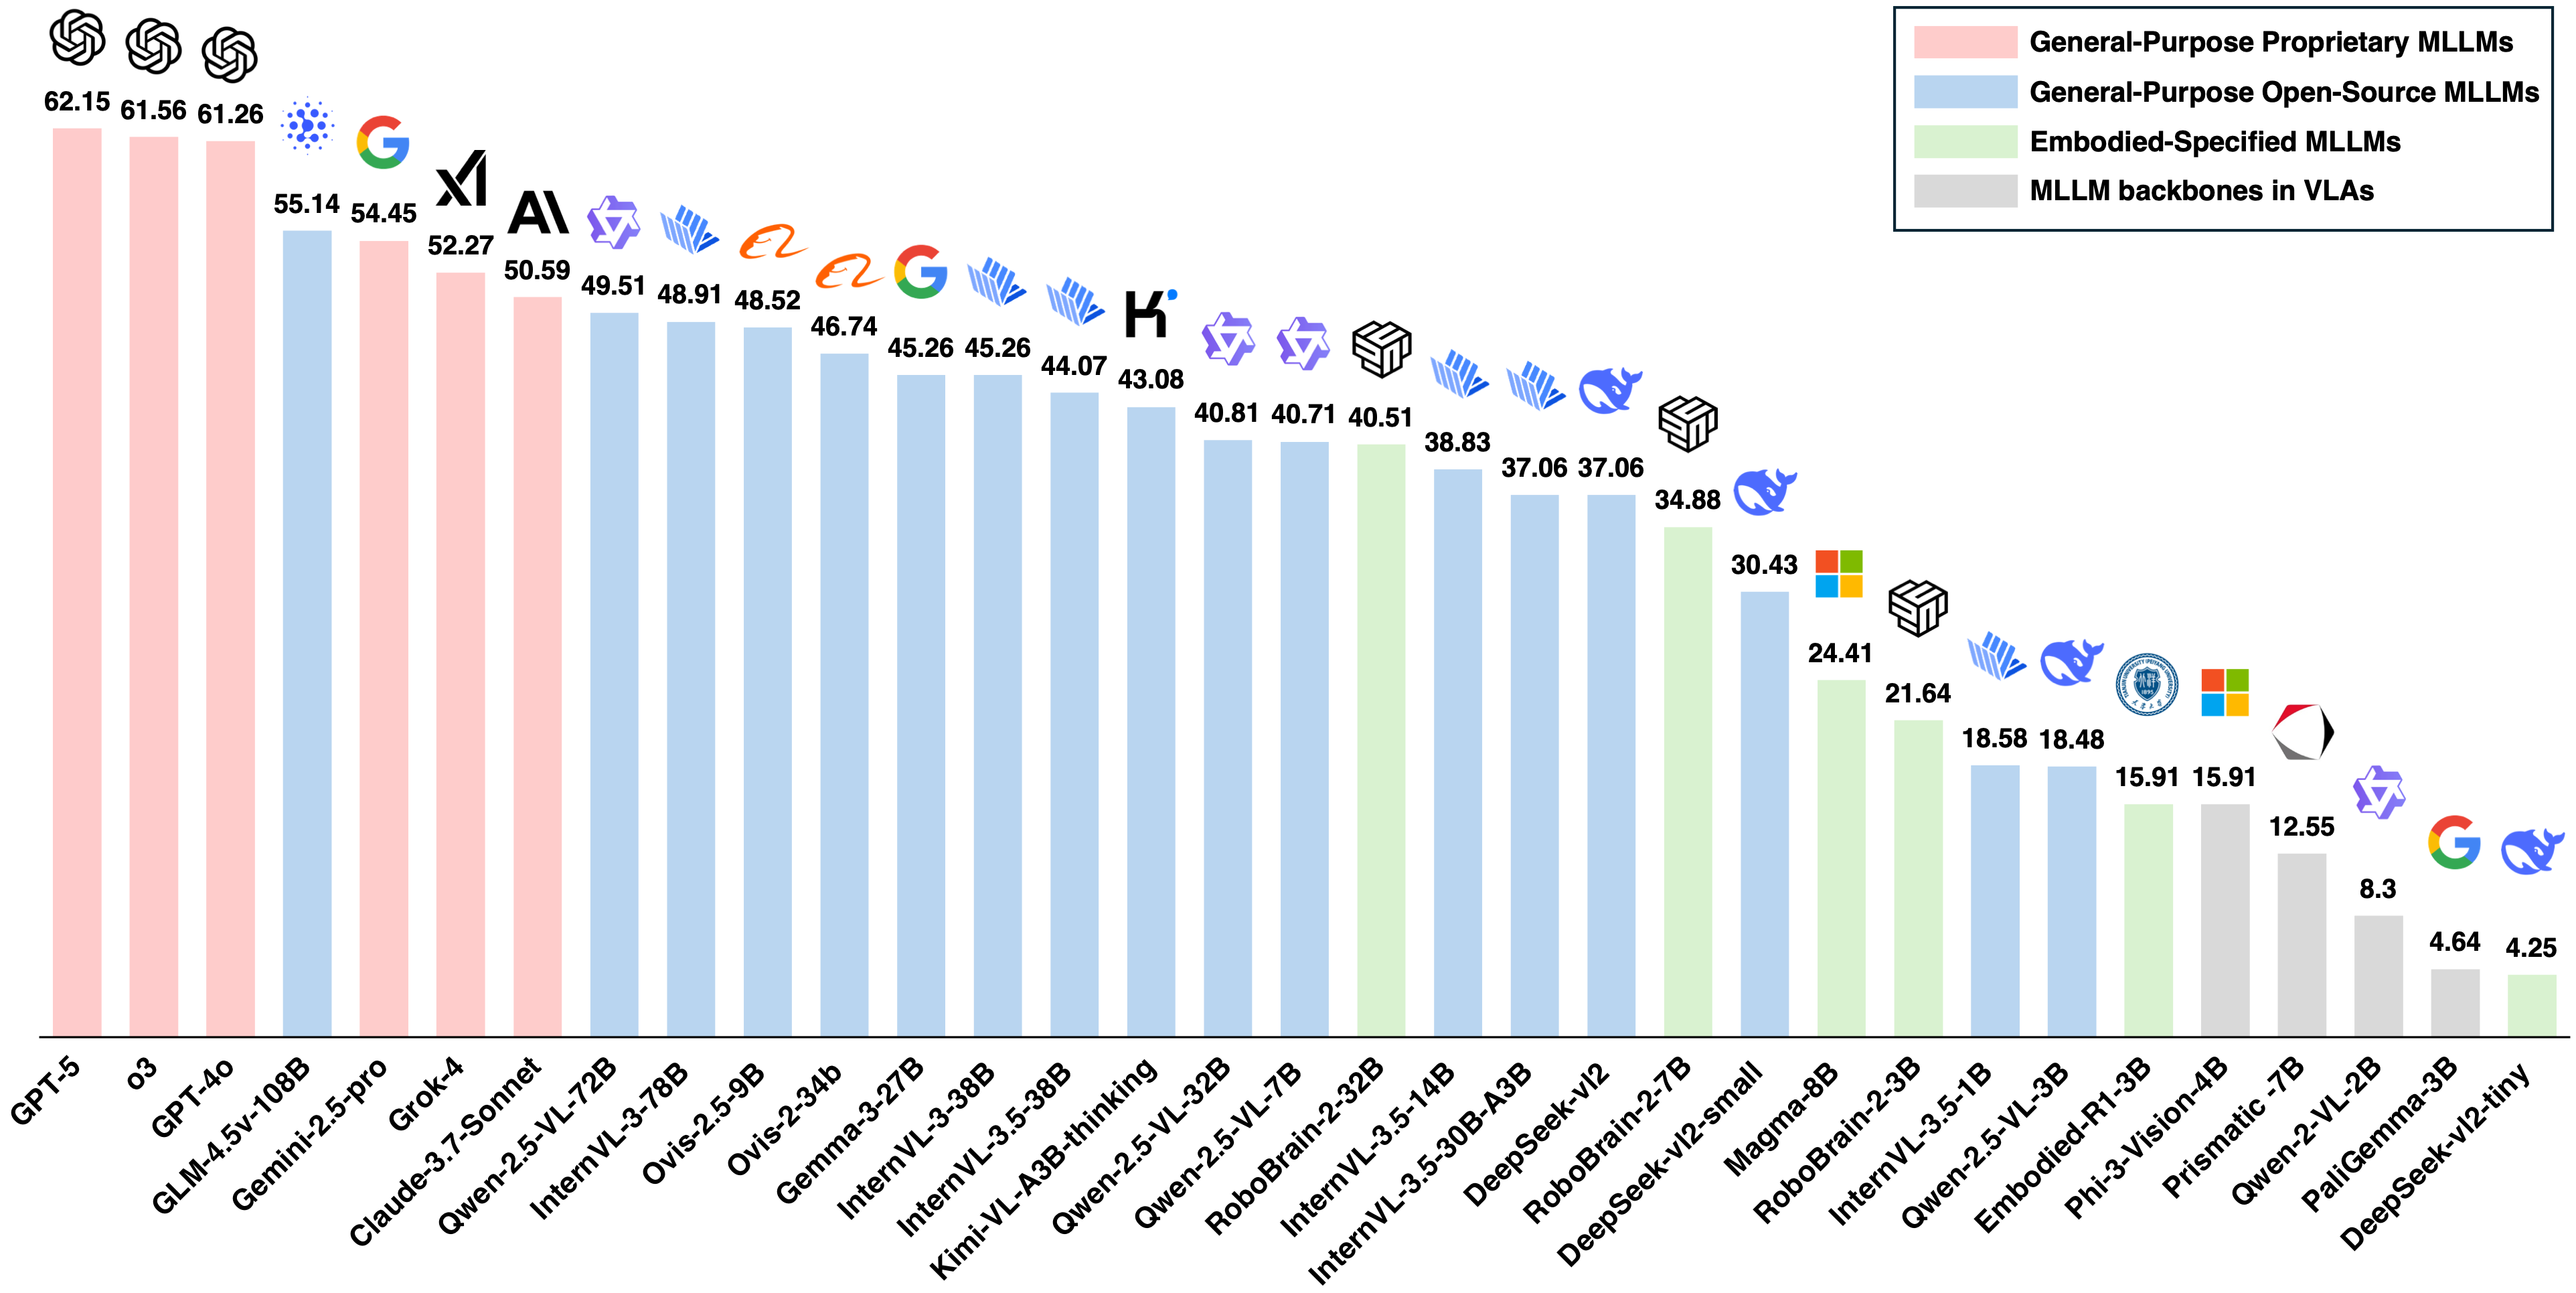 General-Purpose Proprietary MLLMs
General-Purpose Open-Source MLLMs
Embodied-Specified MLLMs
MLLM backbones in VLAs
62.15
61.56
61.26
55.14
54.45
52.27
50.59
49.51
48.91
48.52
46.74
45.26
45.26
44.07
43.08
40.81
40.71
40.51
38.83
37.06
37.06
34.88
30.43
24.41
21.64
18.58
18.48
15.91
15.91
12.55
8.3
4.64
4.25
GPT-5
o3
GPT-4o
GLM-4.5v-108B
Gemini-2.5-pro
Grok-4
Claude-3.7-Sonnet
Qwen-2.5-VL-72B
InternVL-3-78B
Ovis-2.5-9B
Ovis-2-34b
Gemma-3-27B
InternVL-3-38B
InternVL-3.5-38B
Kimi-VL-A3B-thinking
Qwen-2.5-VL-32B
Qwen-2.5-VL-7B
RoboBrain-2-32B
InternVL-3.5-14B
InternVL-3.5-30B-A3B
DeepSeek-vl2
RoboBrain-2-7B
DeepSeek-vl2-small
Magma-8B
RoboBrain-2-3B
InternVL-3.5-1B
Qwen-2.5-VL-3B
Embodied-R1-3B
Phi-3-Vision-4B
Prismatic -7B
Qwen-2-VL-2B
PaliGemma-3B
DeepSeek-vl2-tiny